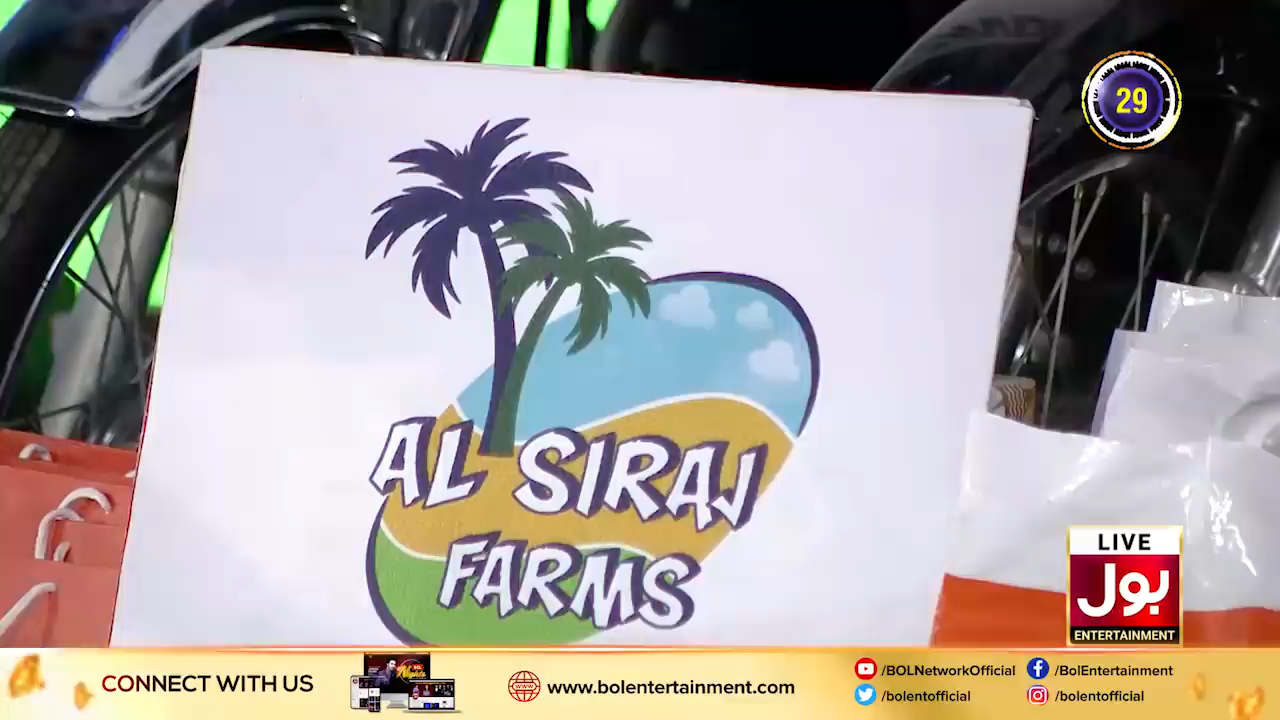 29
AL SIRAJ
FARMS
LIVE
بول
ENTERTAINMENT
CONNECT WITH US
www.bolentertainment.com
/BOLNetworkOfficial
/BolEntertainment
/bolentofficial
/bolentofficial